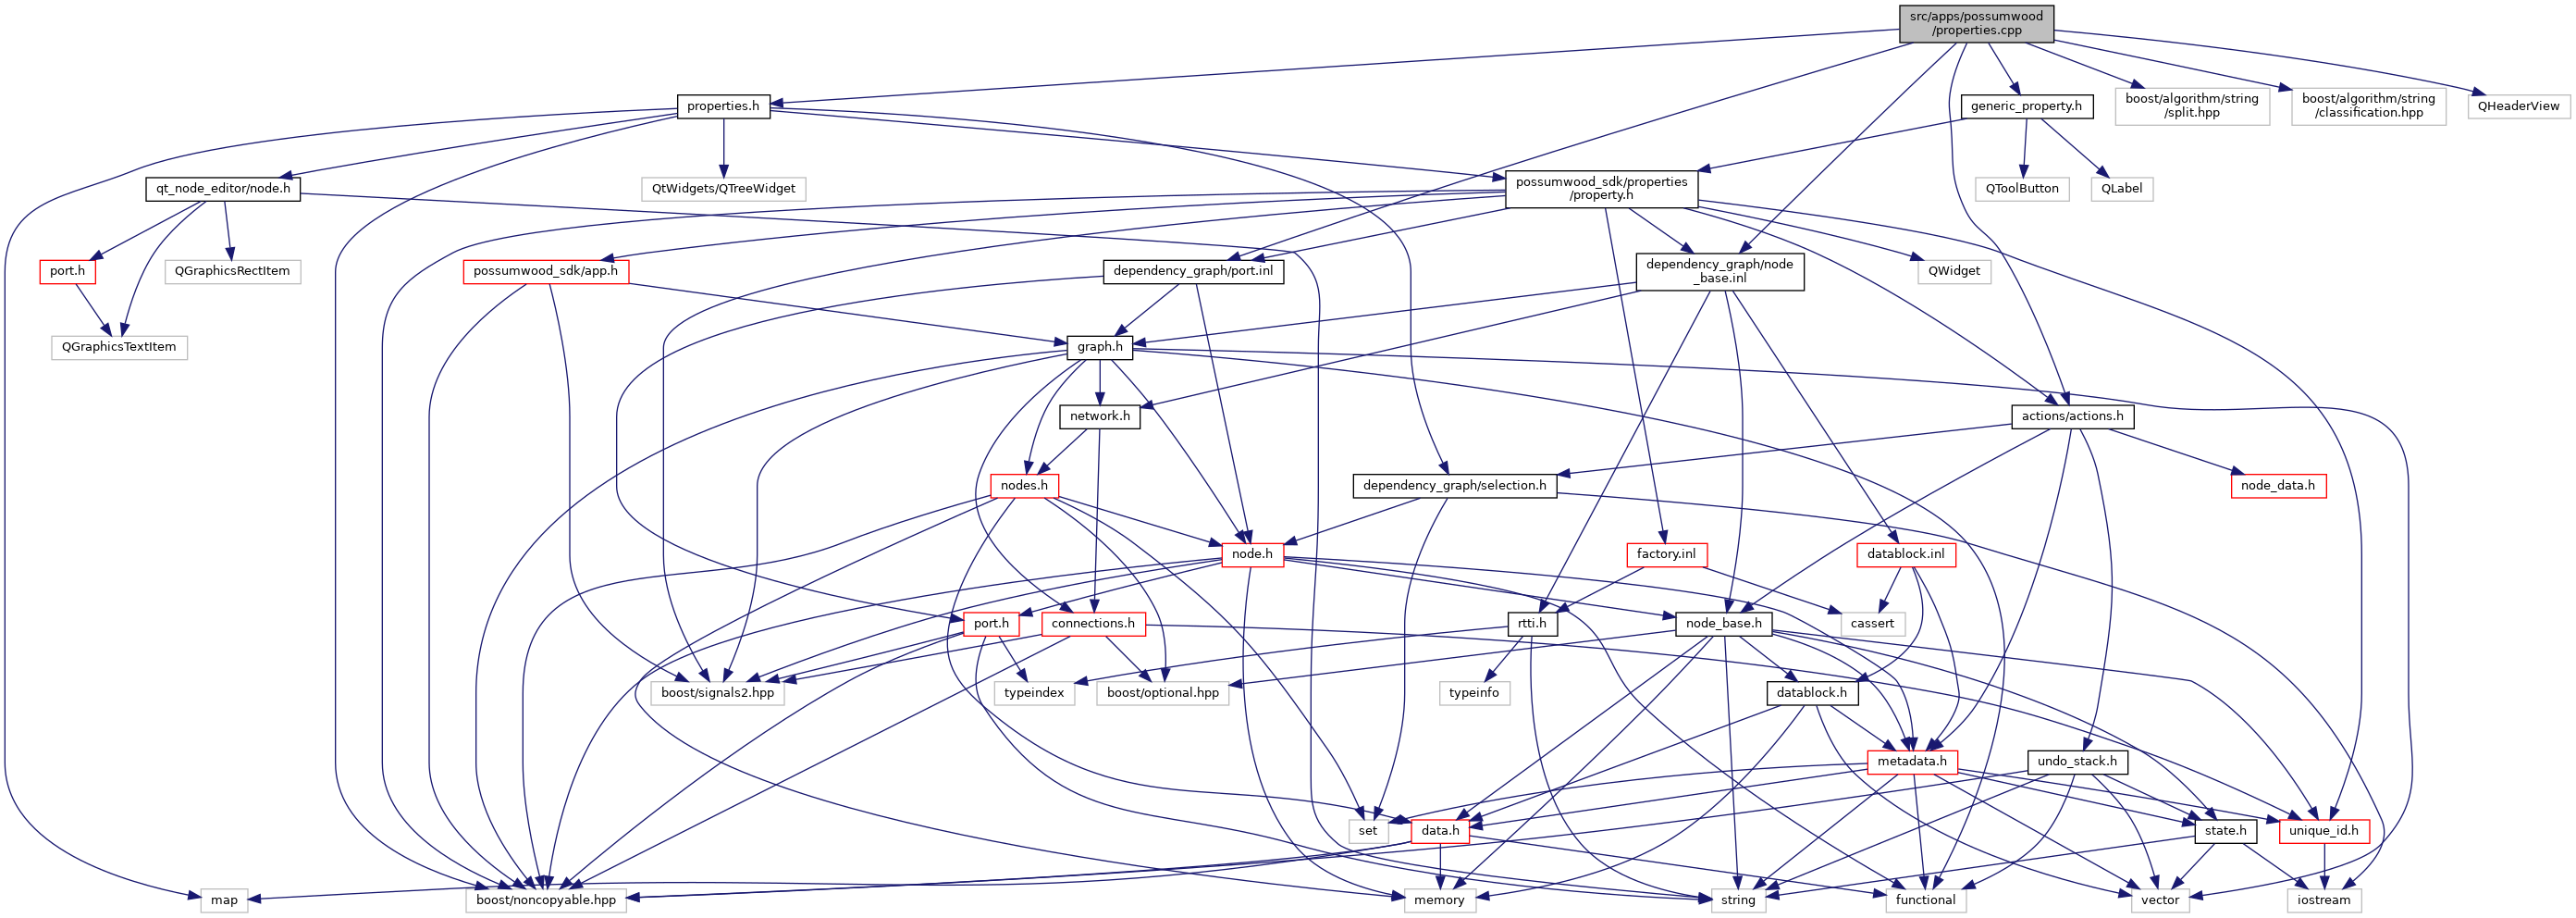 src/apps/possumwood
/properties.cpp
properties.h
generic_property.h
boost/algorithm/string
/split.hpp
boost/algorithm/string
/classification.hpp
QHeaderView
qt_node_editor/node.h
QtWidgets/QTreeWidget
possumwood_sdk/properties
/property.h
QToolButton
QLabel
port.h
QGraphicsRectItem
possumwood_sdk/app.h
dependency_graph/port.inl
dependency_graph/node
_base.inl
QWidget
QGraphicsTextItem
graph.h
network.h
actions/actions.h
nodes.h
dependency_graph/selection.h
node_data.h
node.h
factory.inl
datablock.inl
port.h
connections.h
rtti.h
node_base.h
cassert
boost/signals2.hpp
typeindex
boost/optional.hpp
typeinfo
datablock.h
metadata.h
undo_stack.h
set
data.h
state.h
unique_id.h
map
boost/noncopyable.hpp
memory
string
functional
vector
iostream